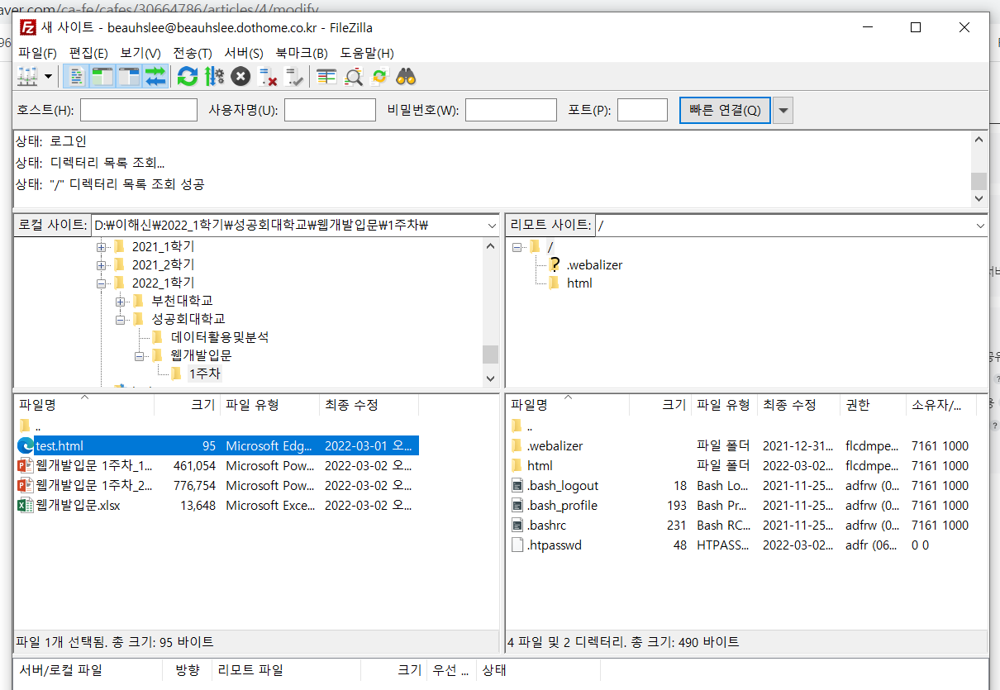 aver.com/ca-fe/cafes/30664786/articles/4/modify
새 사이트 - beauhslee@beauhslee.dothome.co.kr - FileZilla
파일(F) 편집(E) 보기(V) 전송(T) 서버(S) 북마크(B) 도움말(H)
호스트(H): 사용자명(U): 비밀번호(W): 포트(P): 빠른 연결(Q)
상태: 로그인
상태: 디렉터리 목록 조회...
상태: "/" 디렉터리 목록 조회 성공
로컬 사이트: D:₩이해신₩2022_1학기₩성공회대학교₩웹개발입문₩1주차₩
2021_1학기
2021_2학기
2022_1학기
부천대학교
성공회대학교
데이터활용및분석
웹개발입문
1주차
리모트 사이트: /
/
.webalizer
html
파일명 크기 파일 유형 최종 수정
..
test.html 95 Microsoft Edg... 2022-03-01 오...
웹개발입문 1주차_1... 461,054 Microsoft Pow... 2022-03-02 오...
웹개발입문 1주차_2... 776,754 Microsoft Pow... 2022-03-02 오...
웹개발입문.xlsx 13,648 Microsoft Exce... 2022-03-02 오...
파일 1개 선택됨. 총 크기: 95 바이트
파일명 크기 파일 유형 최종 수정 권한 소유자/...
..
.webalizer 파일 폴더 2021-12-31... flcdmpe... 7161 1000
html 파일 폴더 2022-03-02... flcdmpe... 7161 1000
.bash_logout 18 Bash Lo... 2021-11-25... adfrw (0... 7161 1000
.bash_profile 193 Bash Pr... 2021-11-25... adfrw (0... 7161 1000
.bashrc 231 Bash RC... 2021-11-25... adfrw (0... 7161 1000
.htpasswd 48 HTPASS... 2022-03-02... adfr (06... 0 0
4 파일 및 2 디렉터리. 총 크기: 490 바이트
서버/로컬 파일 방향 리모트 파일 크기 우선 ... 상태